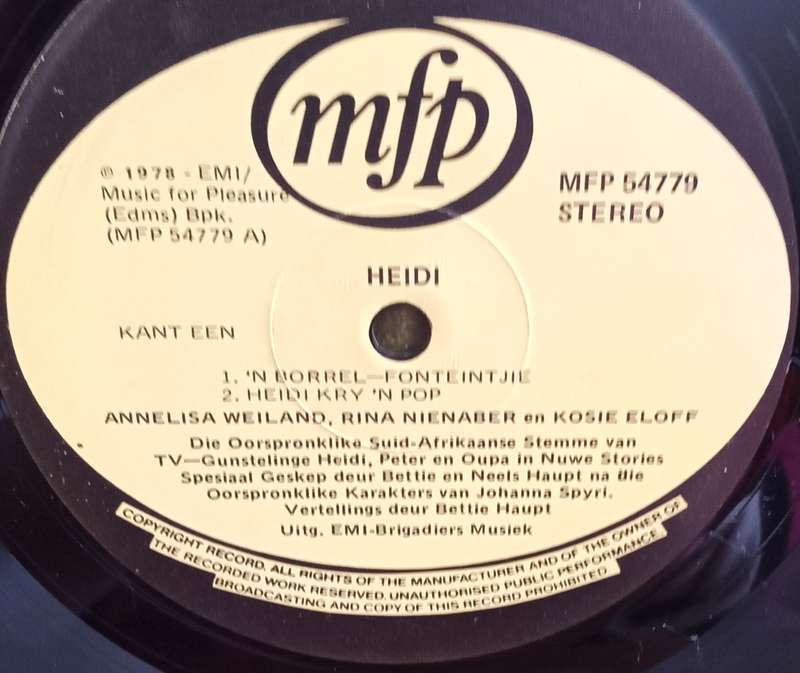 mfp
℗ 1978 - EMI/
Music for Pleasure
(Edms) Bpk.
(MFP 54779 A)
MFP 54779
STEREO
HEIDI
KANT EEN
1. 'N BORREL—FONTEINTJIE
2. HEIDI KRY 'N POP
ANNELISA WEILAND, RINA NIENABER en KOSIE ELOFF
Die Oorspronklike Suid-Afrikaanse Stemme van
TV—Gunstelinge Heidi, Peter en Oupa in Nuwe Stories
Spesiaal Geskep deur Bettie en Neels Haupt na die
Oorspronklike Karakters van Johanna Spyri.
Vertellings deur Bettie Haupt
Uitg. EMI-Brigadiers Musiek
COPYRIGHT RECORD. ALL RIGHTS OF THE MANUFACTURER AND OF THE OWNER OF
THE RECORDED WORK RESERVED. UNAUTHORISED PUBLIC PERFORMANCE
BROADCASTING AND COPY OF THIS RECORD PROHIBITED